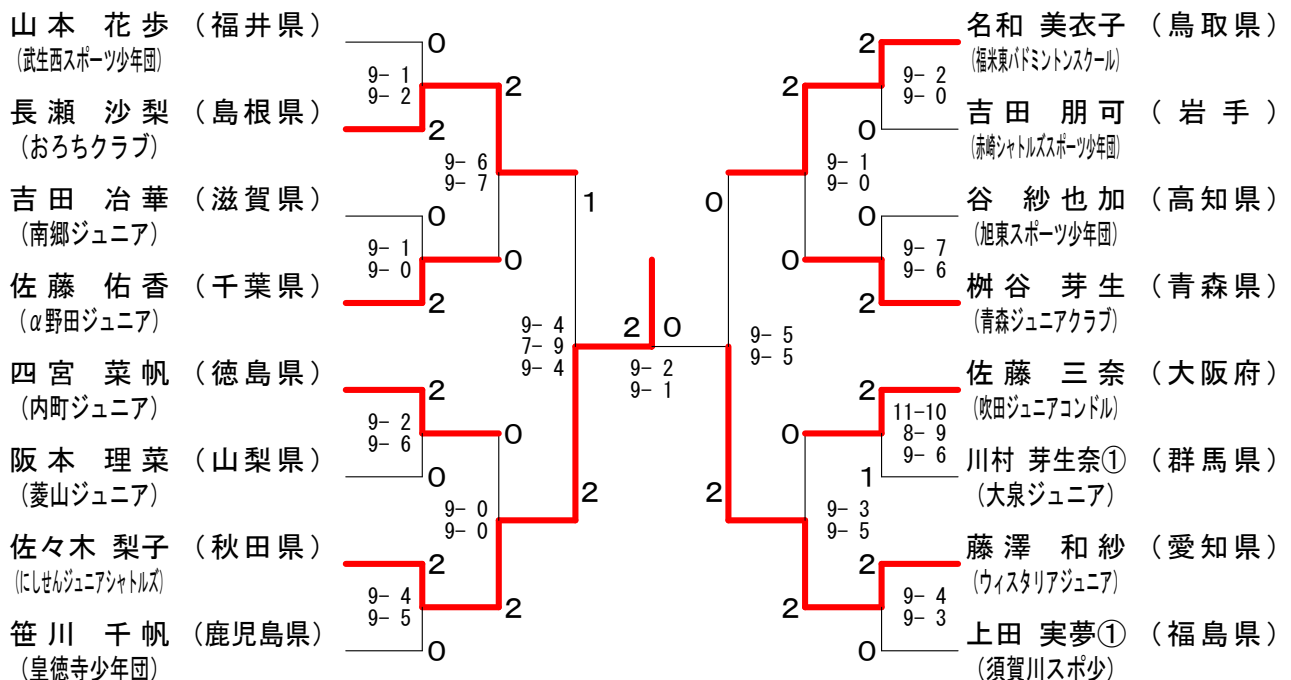 山本 花歩 (福井県)
(武生西スポーツ少年団)
長瀬 沙梨 (島根県)
(おろちクラブ)
吉田 冶華 (滋賀県)
(南郷ジュニア)
佐藤 佑香 (千葉県)
(α野田ジュニア)
四宮 菜帆 (徳島県)
(内町ジュニア)
阪本 理菜 (山梨県)
(菱山ジュニア)
佐々木 梨子 (秋田県)
(にしせんジュニアシャトルズ)
笹川 千帆 (鹿児島県)
(皇徳寺少年団)
0
9- 1
9- 2
2
0
9- 1
9- 0
2
2
9- 2
9- 6
0
2
9- 4
9- 5
0
2
9- 6
9- 7
0
0
9- 0
9- 0
2
1
9- 4
7- 9
9- 4
2
2 0
9- 2
9- 1
0
9- 5
9- 5
2
2
9- 1
9- 0
0
0
9- 3
9- 5
2
2
9- 2
9- 0
0
0
9- 7
9- 6
2
2
11-10
8- 9
9- 6
1
2
9- 4
9- 3
0
名和 美衣子 (鳥取県)
(福米東バドミントンスクール)
吉田 朋可 (岩手)
(赤崎シャトルズスポーツ少年団)
谷 紗也加 (高知県)
(旭東スポーツ少年団)
桝谷 芽生 (青森県)
(青森ジュニアクラブ)
佐藤 三奈 (大阪府)
(吹田ジュニアコンドル)
川村 芽生奈① (群馬県)
(大泉ジュニア)
藤澤 和紗 (愛知県)
(ウィスタリアジュニア)
上田 実夢① (福島県)
(須賀川スポ少)